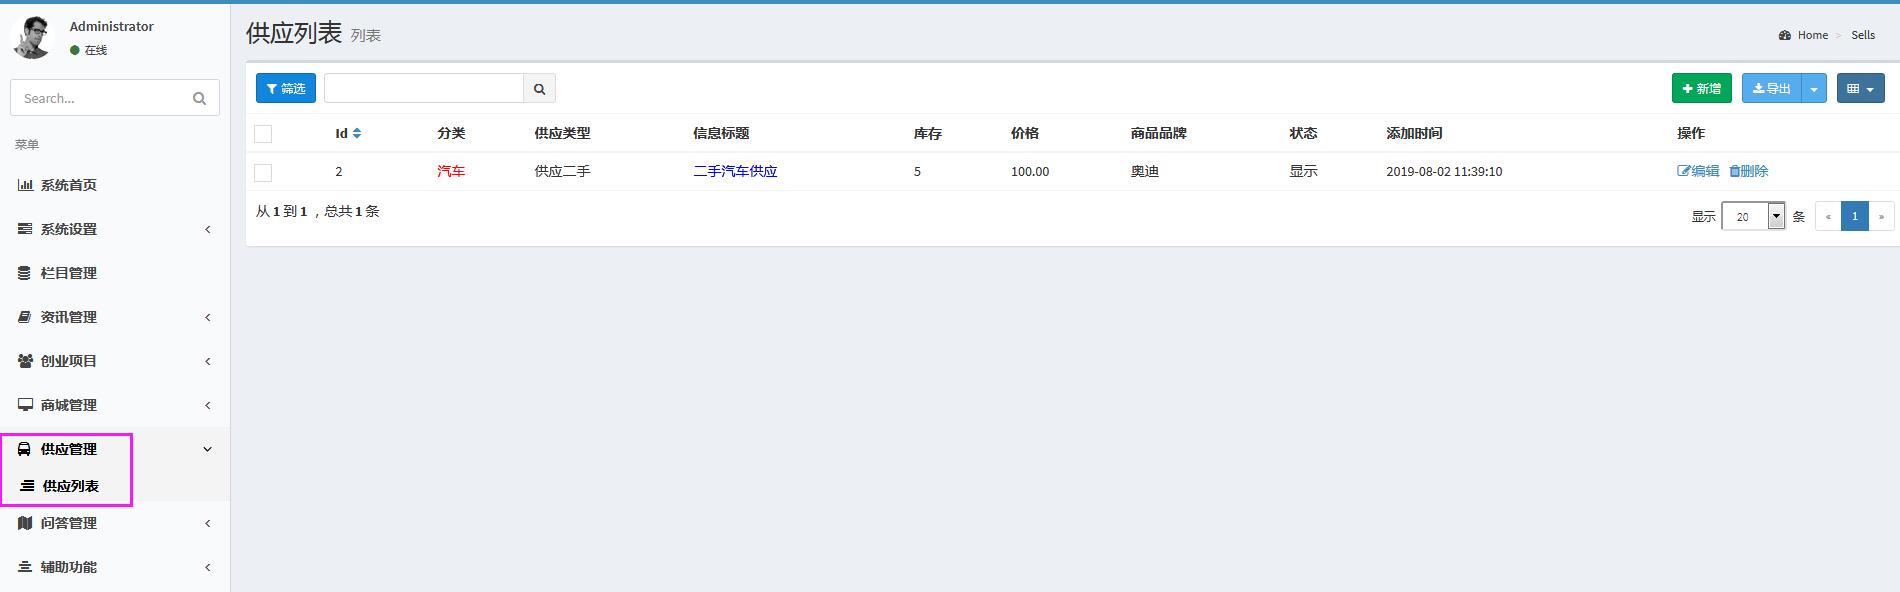 Administrator
在线
Search...
菜单
系统首页
系统设置
栏目管理
资讯管理
创业项目
商城管理
供应管理
供应列表
问答管理
辅助功能
供应列表 列表
Home > Sells
筛选
新增 导出
Id 分类 供应类型 信息标题 库存 价格 商品品牌 状态 添加时间 操作
2 汽车 供应二手 二手汽车供应 5 100.00 奥迪 显示 2019-08-02 11:39:10 编辑 删除
从 1 到 1 ，总共 1 条
显示 20 条 « 1 »